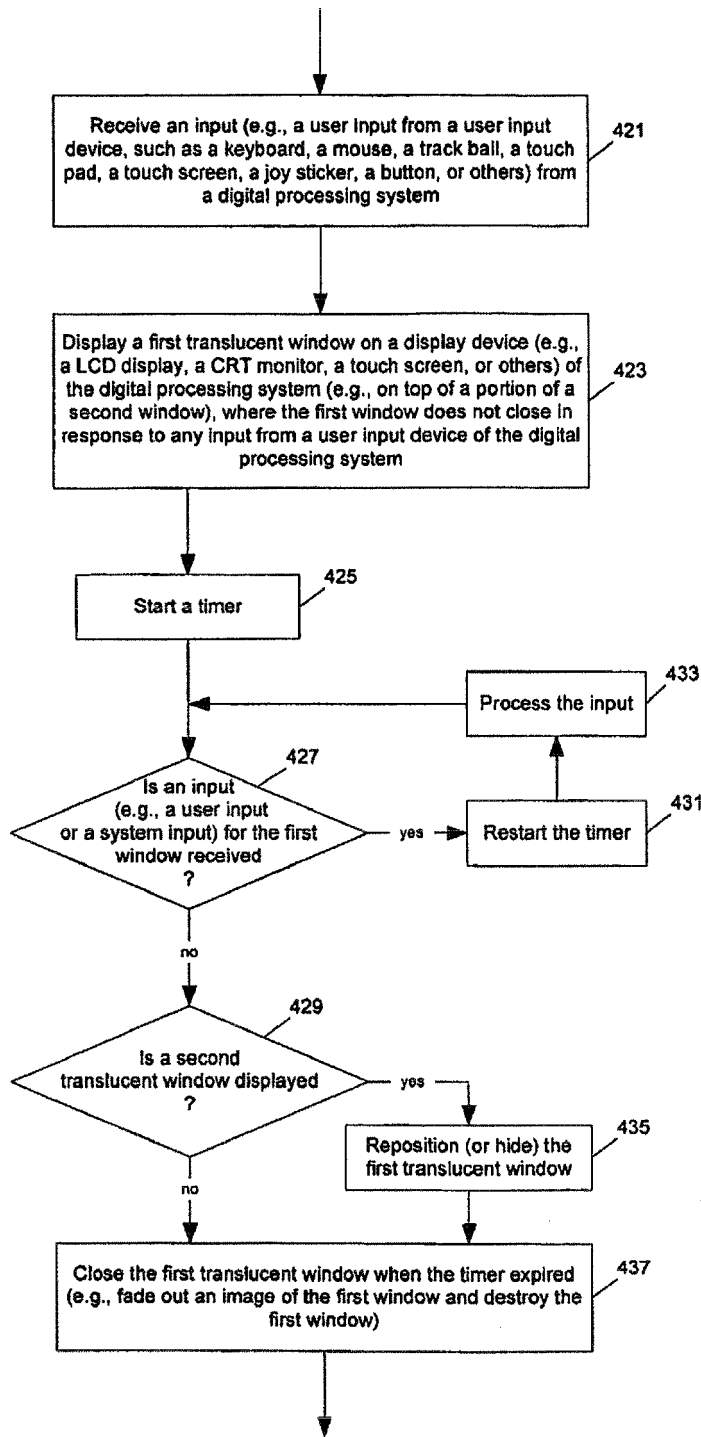 Receive an input (e.g., a user input from a user input
device, such as a keyboard, a mouse, a track ball, a touch
pad, a touch screen, a joy sticker, a button, or others) from
a digital processing system
421
Display a first translucent window on a display device (e.g.,
a LCD display, a CRT monitor, a touch screen, or others) of
the digital processing system (e.g., on top of a portion of a
second window), where the first window does not close in
response to any input from a user input device of the digital
processing system
423
Start a timer
425
Process the input
433
Is an input
(e.g., a user input
or a system input) for the first
window received
?
427
yes
Restart the timer
431
no
Is a second
translucent window displayed
?
429
yes
Reposition (or hide) the
first translucent window
435
no
Close the first translucent window when the timer expired
(e.g., fade out an image of the first window and destroy the
first window)
437